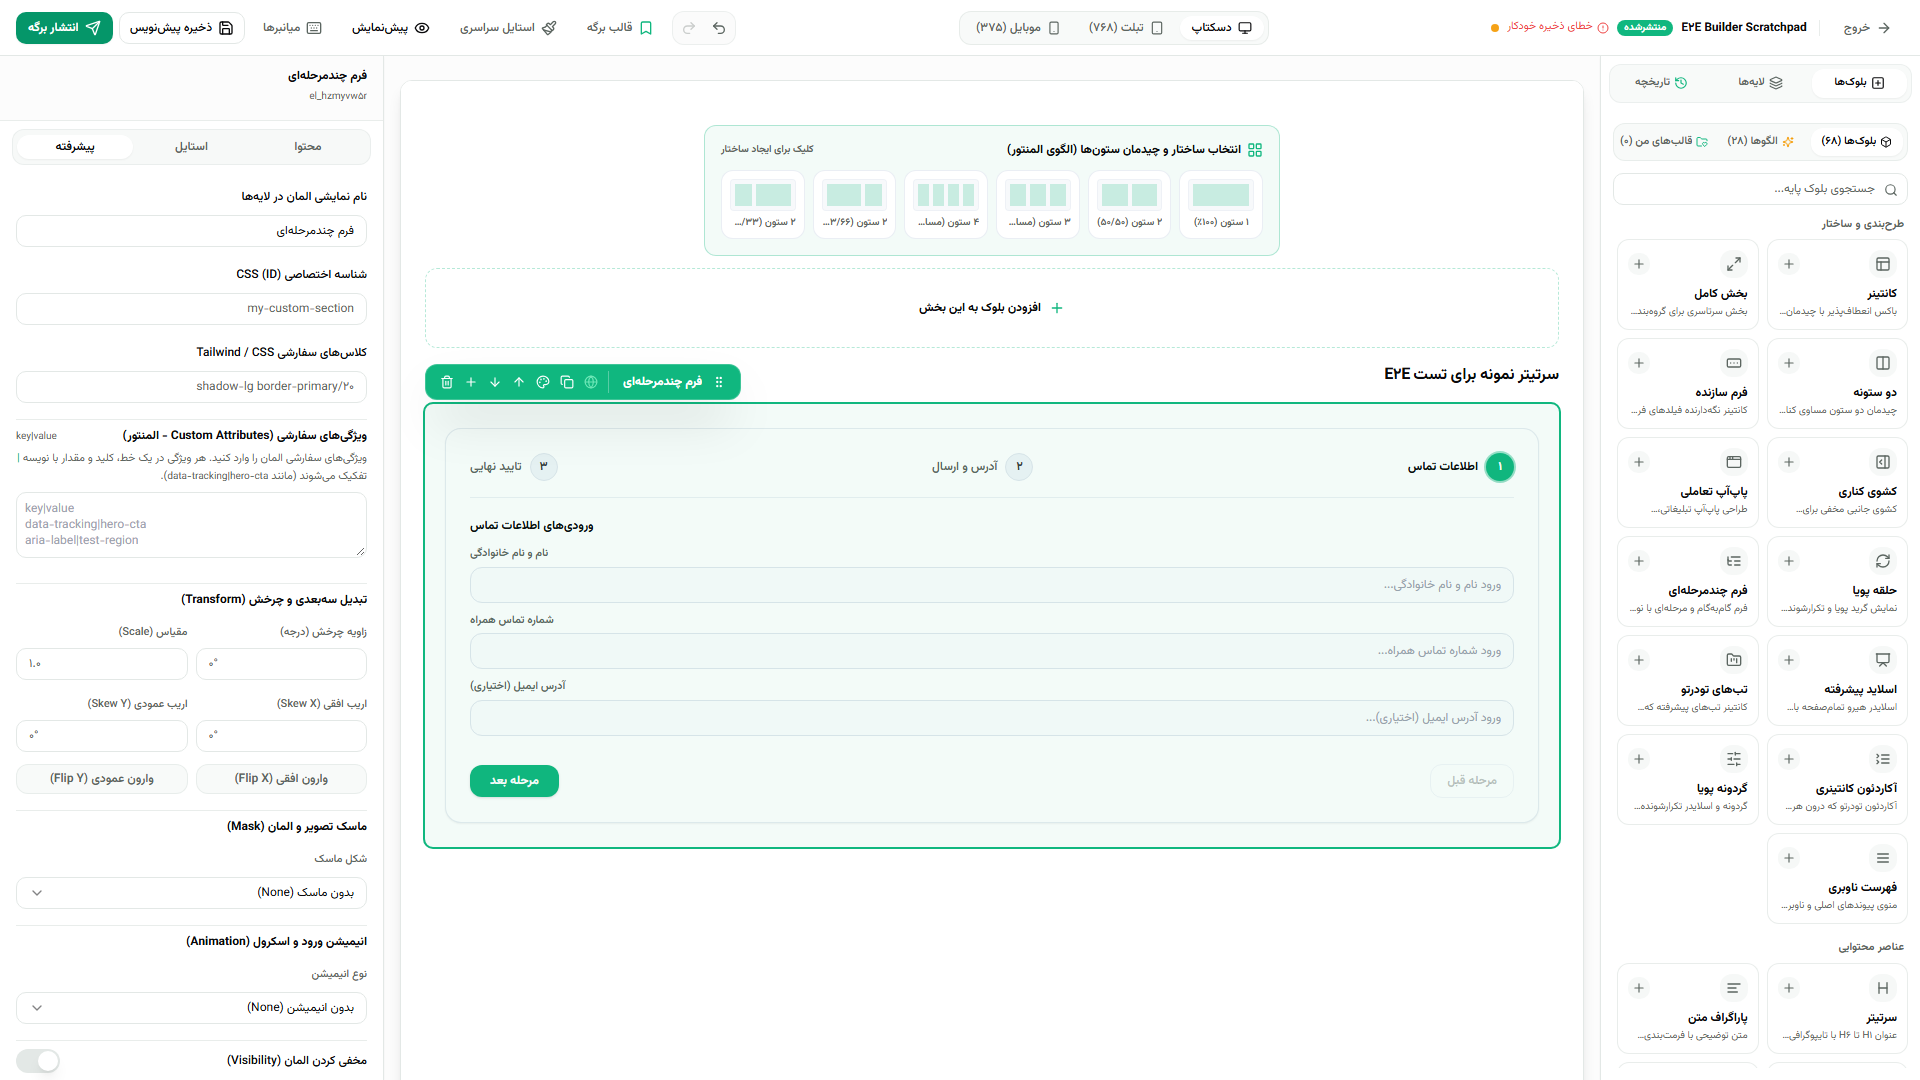 خروج
E2E Builder Scratchpad
منتشرشده
خطای ذخیره خودکار
دسکتاپ
تبلت (۷۶۸)
موبایل (۳۷۵)
قالب برگه
استایل سراسری
پیش‌نمایش
میانبرها
ذخیره پیش‌نویس
انتشار برگه
بلوک‌ها
لایه‌ها
تاریخچه
بلوک‌ها (۶۸)
الگوها (۲۸)
قالب‌های من (۰)
جستجوی بلوک پایه...
طرح‌بندی و ساختار
کانتینر
باکس انعطاف‌پذیر با چیدمان...
بخش کامل
بخش سرتاسری برای گروه‌بند...
دو ستونه
چیدمان دو ستون مساوی کنا...
فرم سازنده
کانتینر نگه‌دارنده فیلدهای فر...
کشوی کناری
کشوی جانبی مخفی برای...
پاپ‌آپ تعاملی
طراحی پاپ‌آپ تبلیغاتی،...
حلقه پویا
نمایش گرید پویا و تکرارشوند...
فرم چندمرحله‌ای
فرم گام‌به‌گام و مرحله‌ای با نو...
اسلاید پیشرفته
اسلایدر هیرو تمام‌صفحه با...
تب‌های تودرتو
کانتینر تب‌های پیشرفته که...
آکاردئون کانتینری
آکاردئون تودرتو که درون هر...
گردونه پویا
گردونه و اسلایدر تکرارشونده...
فهرست ناوبری
منوی پیوندهای اصلی و ناوبر...
عناصر محتوایی
سرتیتر
عنوان H1 تا H6 با تایپوگرافی...
پاراگراف متن
متن توضیحی با فرمت‌بندی...
انتخاب ساختار و چیدمان ستون‌ها (الگوی المنتور)
کلیک برای ایجاد ساختار
۱ ستون (۱۰۰٪)
۲ ستون (۵۰/۵۰)
۳ ستون (مسا...
۴ ستون (مسا...
۲ ستون (۳/۶۶...
۲ ستون (۳۳/...
افزودن بلوک به این بخش
سرتیتر نمونه برای تست E2E
فرم چندمرحله‌ای
۱
اطلاعات تماس
۲
آدرس و ارسال
۳
تایید نهایی
ورودی‌های اطلاعات تماس
نام و نام خانوادگی
ورود نام و نام خانوادگی...
شماره تماس همراه
ورود شماره تماس همراه...
آدرس ایمیل (اختیاری)
ورود آدرس ایمیل (اختیاری)...
مرحله قبل
مرحله بعد
فرم چندمرحله‌ای
el_hzmyvw5r
محتوا
استایل
پیشرفته
نام نمایشی المان در لایه‌ها
فرم چندمرحله‌ای
شناسه اختصاصی CSS (ID)
my-custom-section
کلاس‌های سفارشی Tailwind / CSS
shadow-lg border-primary/۲۰
ویژگی‌های سفارشی (Custom Attributes - المنتور)
key|value
ویژگی‌های سفارشی المان را وارد کنید. هر ویژگی در یک خط، کلید و مقدار با نویسه |
تفکیک می‌شوند (مانند data-tracking|hero-cta).
key|value
data-tracking|hero-cta
aria-label|test-region
تبدیل سه‌بعدی و چرخش (Transform)
زاویه چرخش (درجه)
مقیاس (Scale)
۰°
۱.۰
اریب افقی (Skew X)
اریب عمودی (Skew Y)
۰°
۰°
وارون افقی (Flip X)
وارون عمودی (Flip Y)
ماسک تصویر و المان (Mask)
شکل ماسک
بدون ماسک (None)
انیمیشن ورود و اسکرول (Animation)
نوع انیمیشن
بدون انیمیشن (None)
مخفی کردن المان (Visibility)